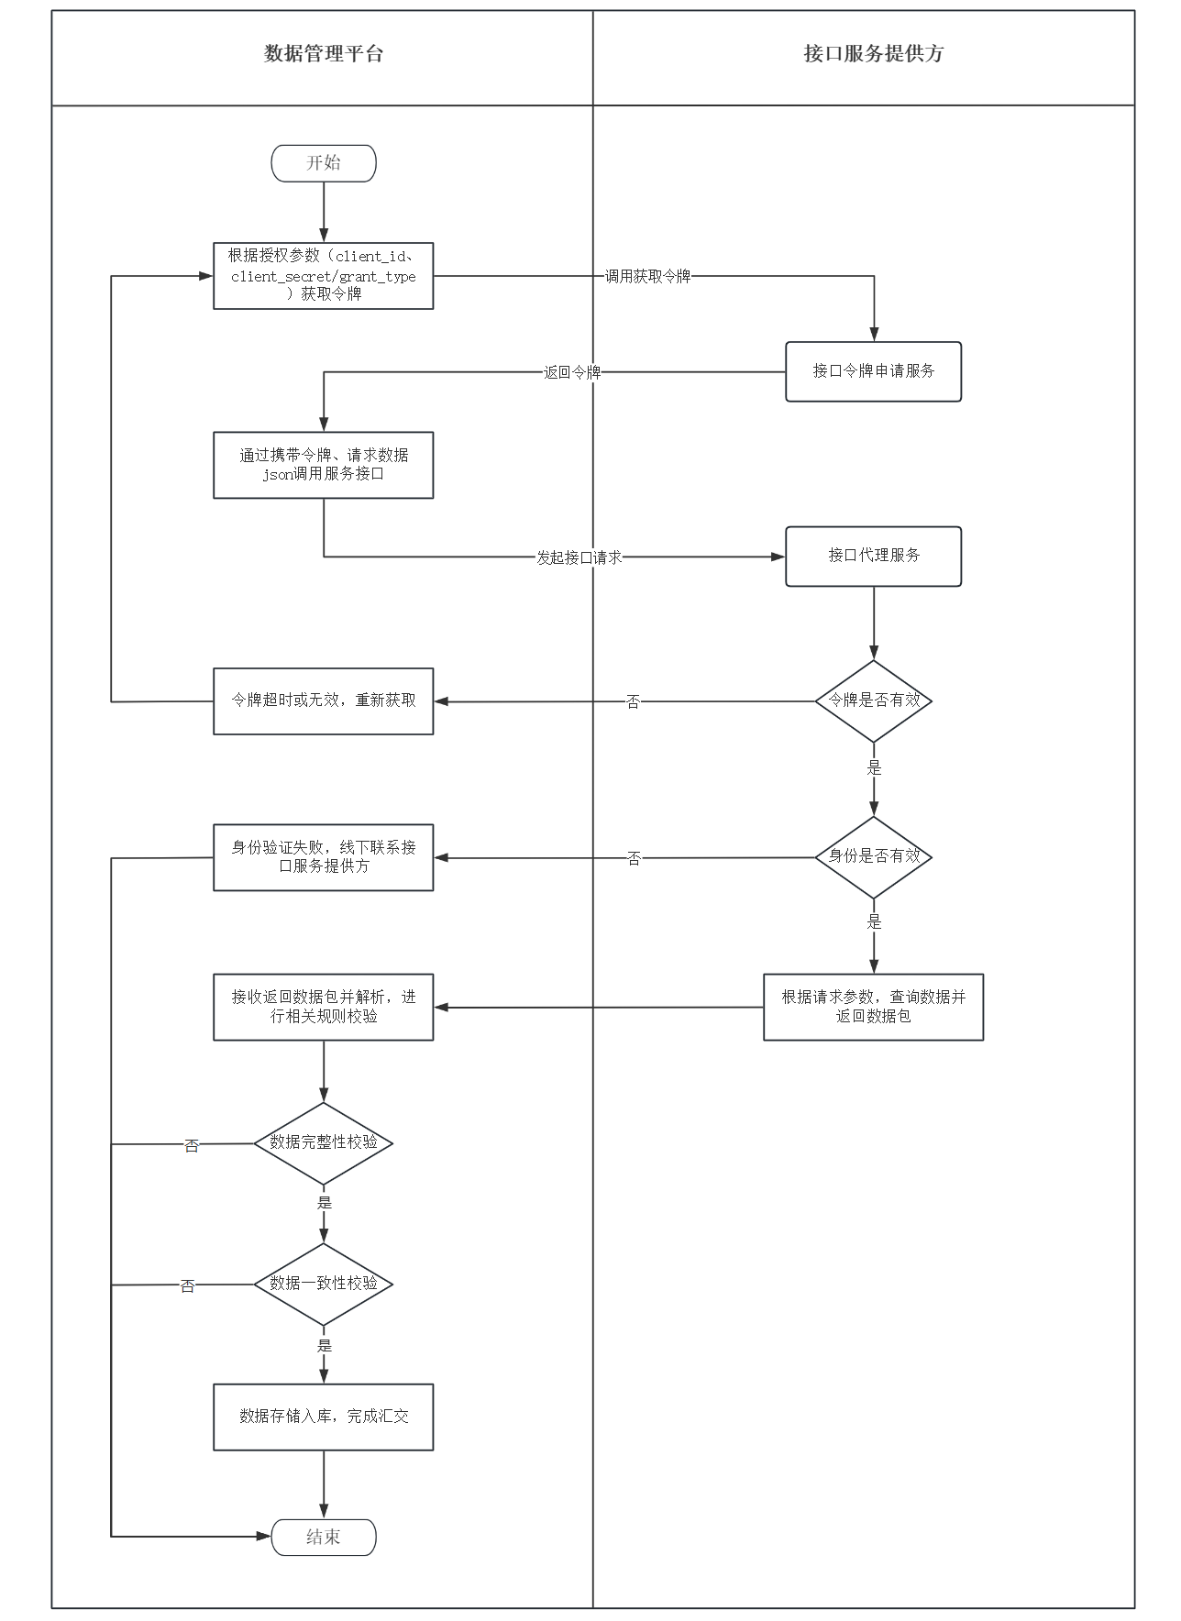 数据管理平台
接口服务提供方
开始
根据授权参数（client_id、
client_secret/grant_type
）获取令牌
调用获取令牌
接口令牌申请服务
返回令牌
通过携带令牌、请求数据
json调用服务接口
发起接口请求
接口代理服务
令牌是否有效
否
令牌超时或无效，重新获取
是
身份是否有效
否
身份验证失败，线下联系接
口服务提供方
是
根据请求参数，查询数据并
返回数据包
接收返回数据包并解析，进
行相关规则校验
数据完整性校验
否
是
数据一致性校验
否
是
数据存储入库，完成汇交
结束